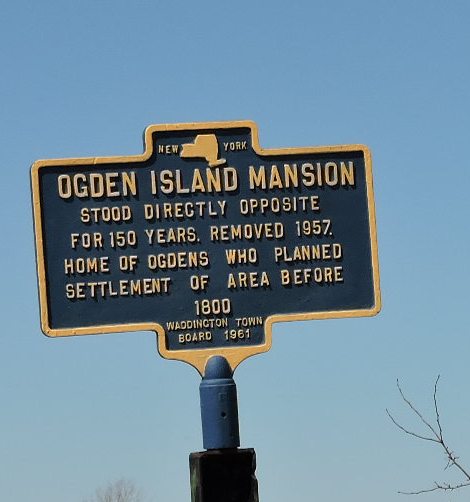 NEW YORK
OGDEN ISLAND MANSION
STOOD DIRECTLY OPPOSITE
FOR 150 YEARS. REMOVED 1957.
HOME OF OGDENS WHO PLANNED
SETTLEMENT OF AREA BEFORE
1800
WADDINGTON TOWN
BOARD 1961